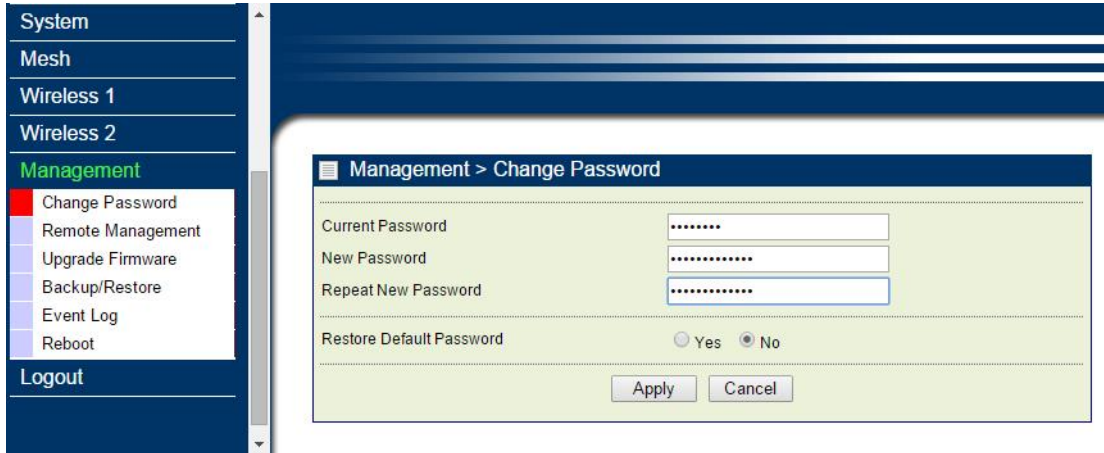 System
Mesh
Wireless 1
Wireless 2
Management
Change Password
Remote Management
Upgrade Firmware
Backup/Restore
Event Log
Reboot
Logout
Management > Change Password
Current Password ••••••••
New Password •••••••••••••
Repeat New Password •••••••••••••
Restore Default Password Yes No
Apply Cancel